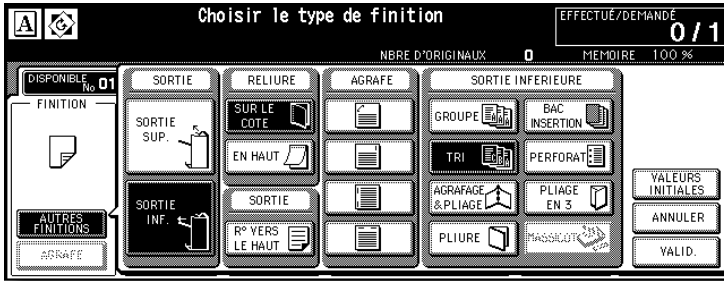 A
Choisir le type de finition
EFFECTUÉ/DEMANDÉ
0 / 1
NBRE D'ORIGINAUX 0 MEMOIRE 100 %
DISPONIBLE
No 01
FINITION
AUTRES
FINITIONS
AGRAFE
SORTIE
SORTIE
SUP.
SORTIE
INF.
RELIURE
SUR LE
COTE
EN HAUT
SORTIE
R° VERS
LE HAUT
AGRAFE
SORTIE INFERIEURE
GROUPE
BAC
INSERTION
TRI
PERFORAT
AGRAFAGE
&PLIAGE
PLIAGE
EN 3
PLIURE
MASSICOT
VALEURS
INITIALES
ANNULER
VALID.